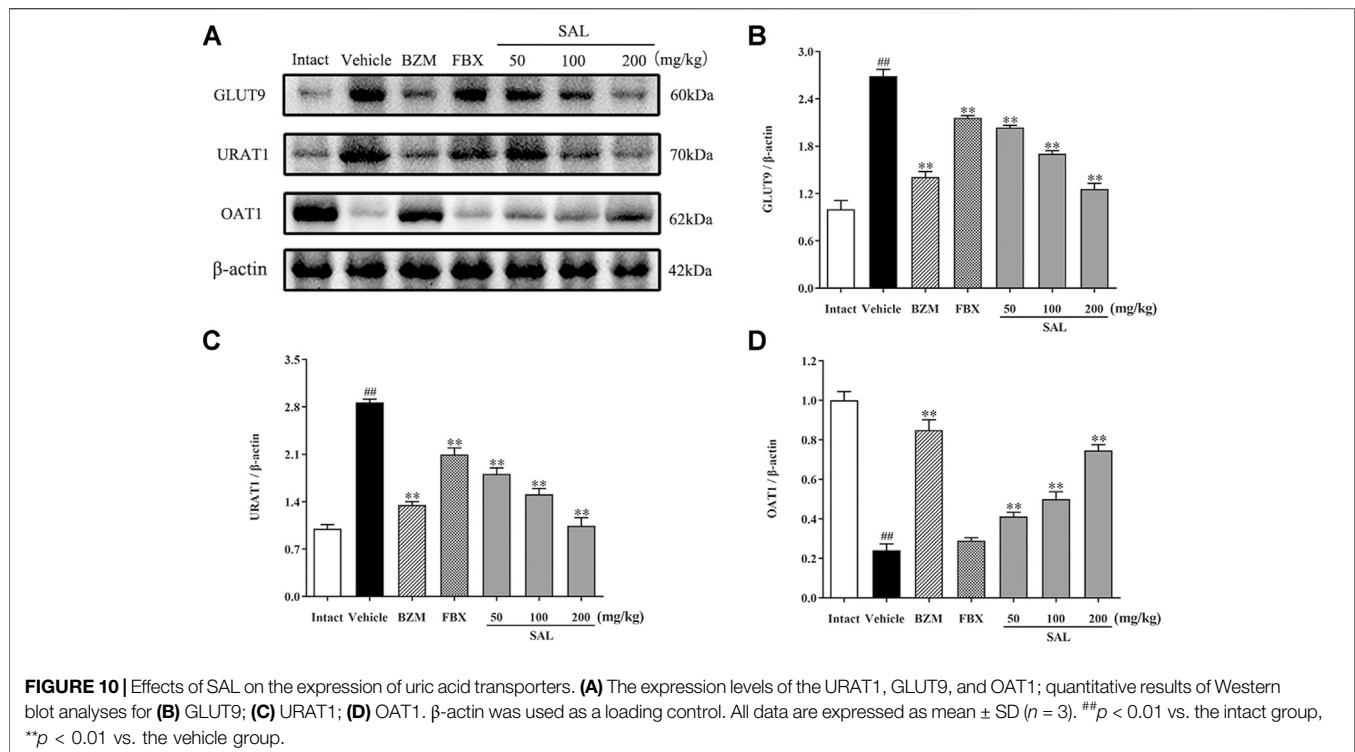 A
SAL
Intact Vehicle BZM FBX 50 100 200 (mg/kg)
GLUT9 60kDa
URAT1 70kDa
OAT1 62kDa
β-actin 42kDa
B
GLUT9 / β-actin
3.0
2.4
1.8
1.2
0.6
0.0
##
**
**
**
**
**
Intact Vehicle BZM FBX 50 100 200 (mg/kg)
SAL
C
URAT1 / β-actin
3.5
2.8
2.1
1.4
0.7
0.0
##
**
**
**
**
**
Intact Vehicle BZM FBX 50 100 200 (mg/kg)
SAL
D
OAT1 / β-actin
1.2
1.0
0.8
0.6
0.4
0.2
0.0
##
**
**
**
**
Intact Vehicle BZM FBX 50 100 200 (mg/kg)
SAL
FIGURE 10 | Effects of SAL on the expression of uric acid transporters. (A) The expression levels of the URAT1, GLUT9, and OAT1; quantitative results of Western
blot analyses for (B) GLUT9; (C) URAT1; (D) OAT1. β-actin was used as a loading control. All data are expressed as mean ± SD (n = 3). ##p < 0.01 vs. the intact group,
**p < 0.01 vs. the vehicle group.